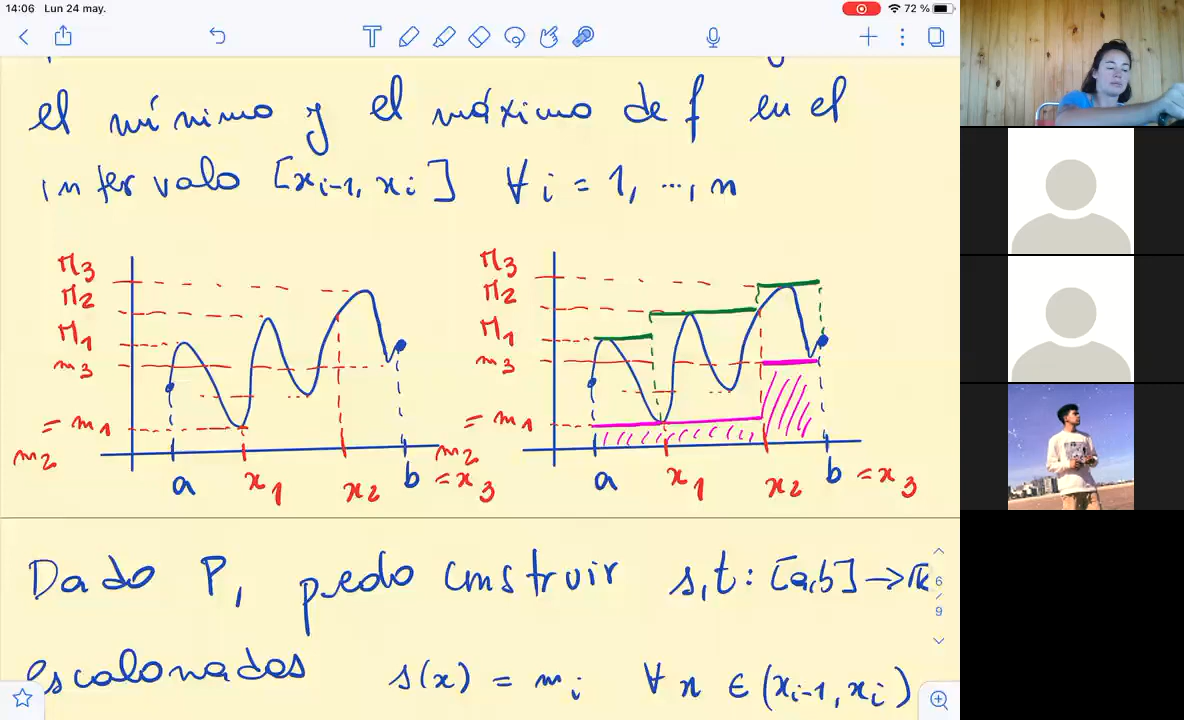 14:06 Lun 24 may. 72 %
el mínimo y el máximo de f en el
intervalo [xi-1, xi] ∀ i = 1, ..., n
M3 M3
M2 M2
M1 M1
m3 m3
= m1 = m1
m2 m2
a x1 x2 b = x3 a x1 x2 b = x3
Dado P, puedo construir s, t : [a,b] → R
6
/
9
escalonadas s(x) = mi ∀ x ∈ (xi-1, xi)